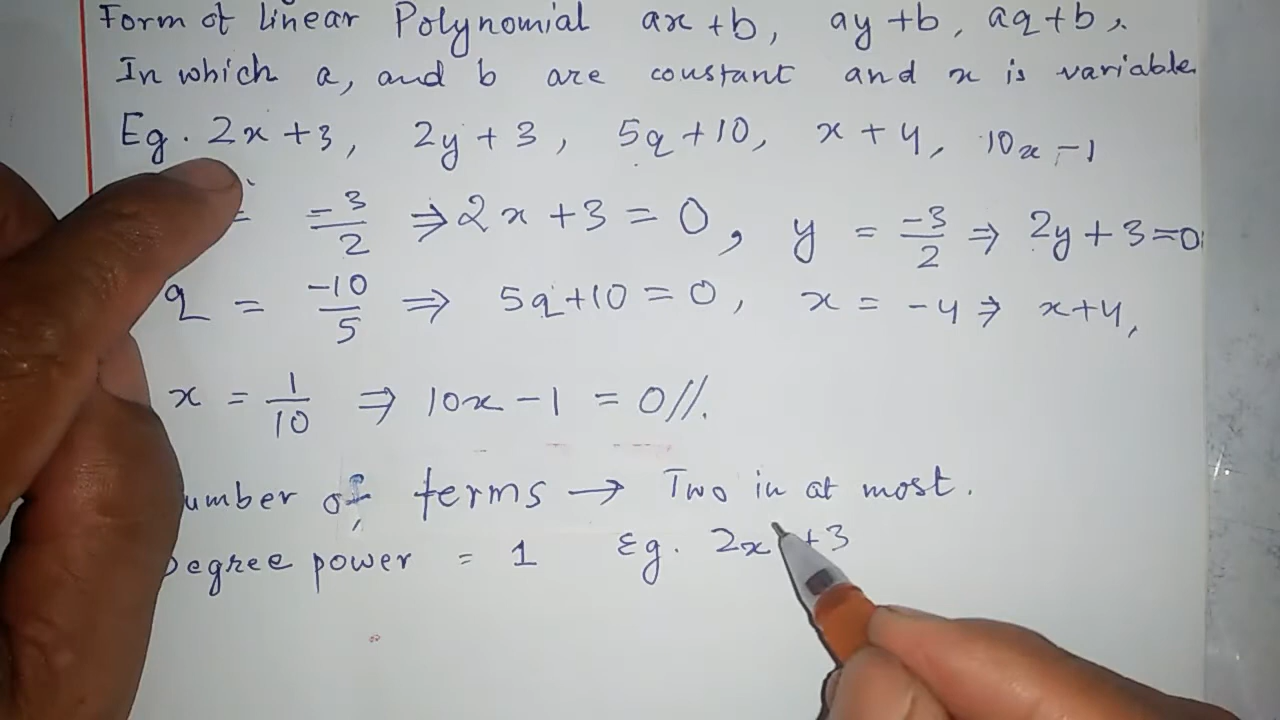 Form of linear Polynomial ax + b, ay + b, aq + b,
In which a, and b are constant and x is variable
Eg. 2x + 3, 2y + 3, 5q + 10, x + 4, 10x - 1
= -3/2 ⇒ 2x + 3 = 0, y = -3/2 ⇒ 2y + 3 = 0
q = -10/5 ⇒ 5q + 10 = 0, x = -4 ⇒ x + 4,
x = 1/10 ⇒ 10x - 1 = 0//.
umber of terms → Two in at most.
Degree power = 1 Eg. 2x + 3